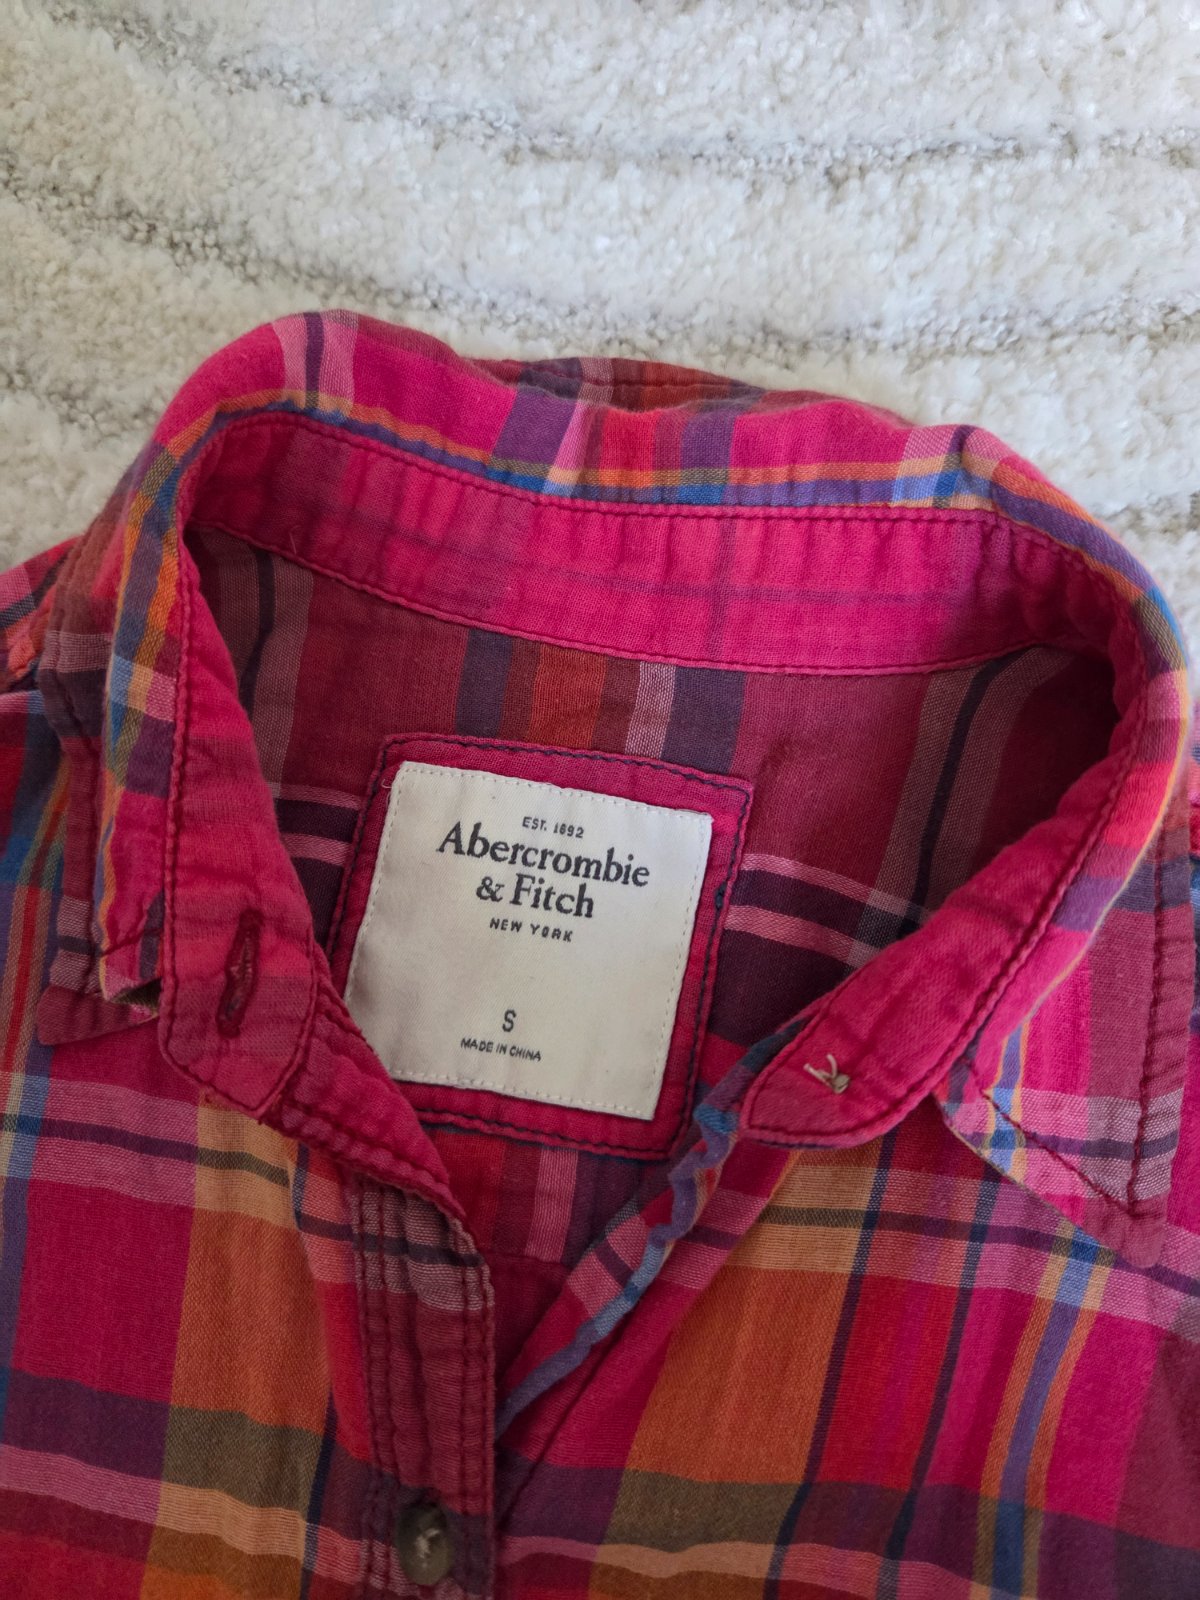 EST. 1892
Abercrombie
& Fitch
NEW YORK
S
MADE IN CHINA